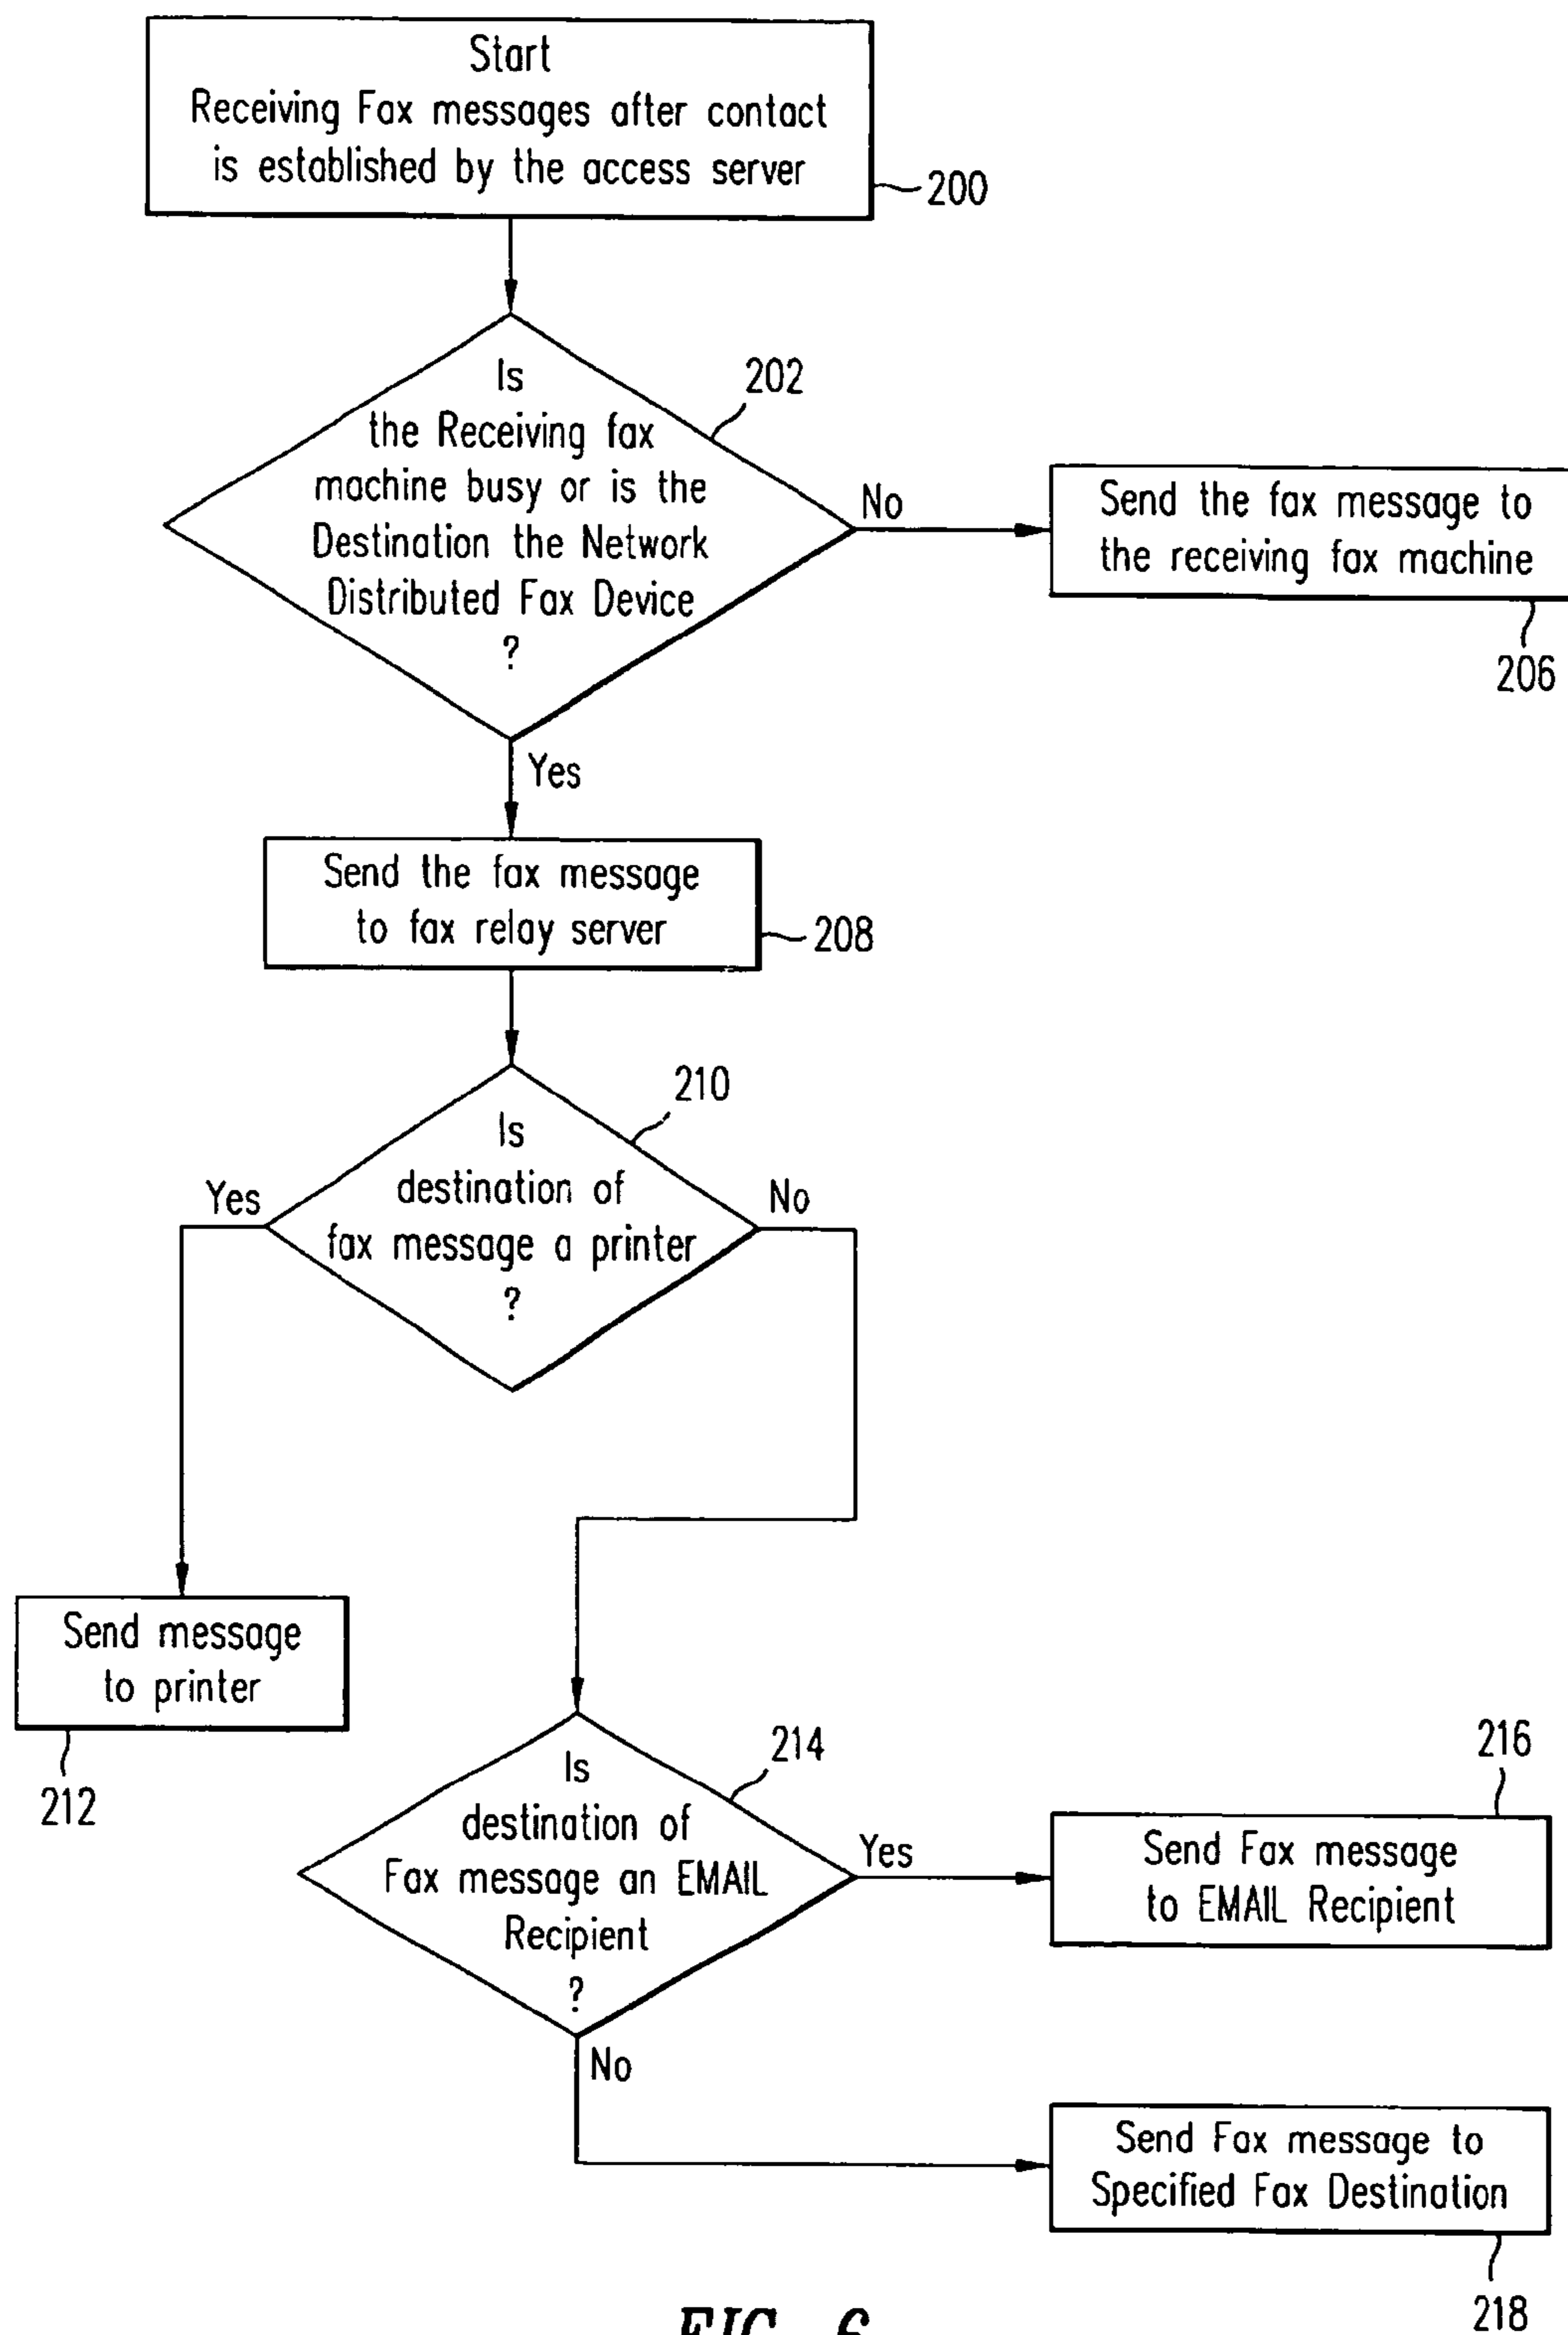 Start
Receiving Fax messages after contact
is established by the access server
200
Is
the Receiving fax
machine busy or is the
Destination the Network
Distributed Fax Device
?
202
No
Send the fax message to
the receiving fax machine
206
Yes
Send the fax message
to fax relay server
208
Is
destination of
fax message a printer
?
210
Yes
No
Send message
to printer
212
Is
destination of
Fax message an EMAIL
Recipient
?
214
Yes
216
Send Fax message
to EMAIL Recipient
No
Send Fax message to
Specified Fax Destination
218
FIG. 6